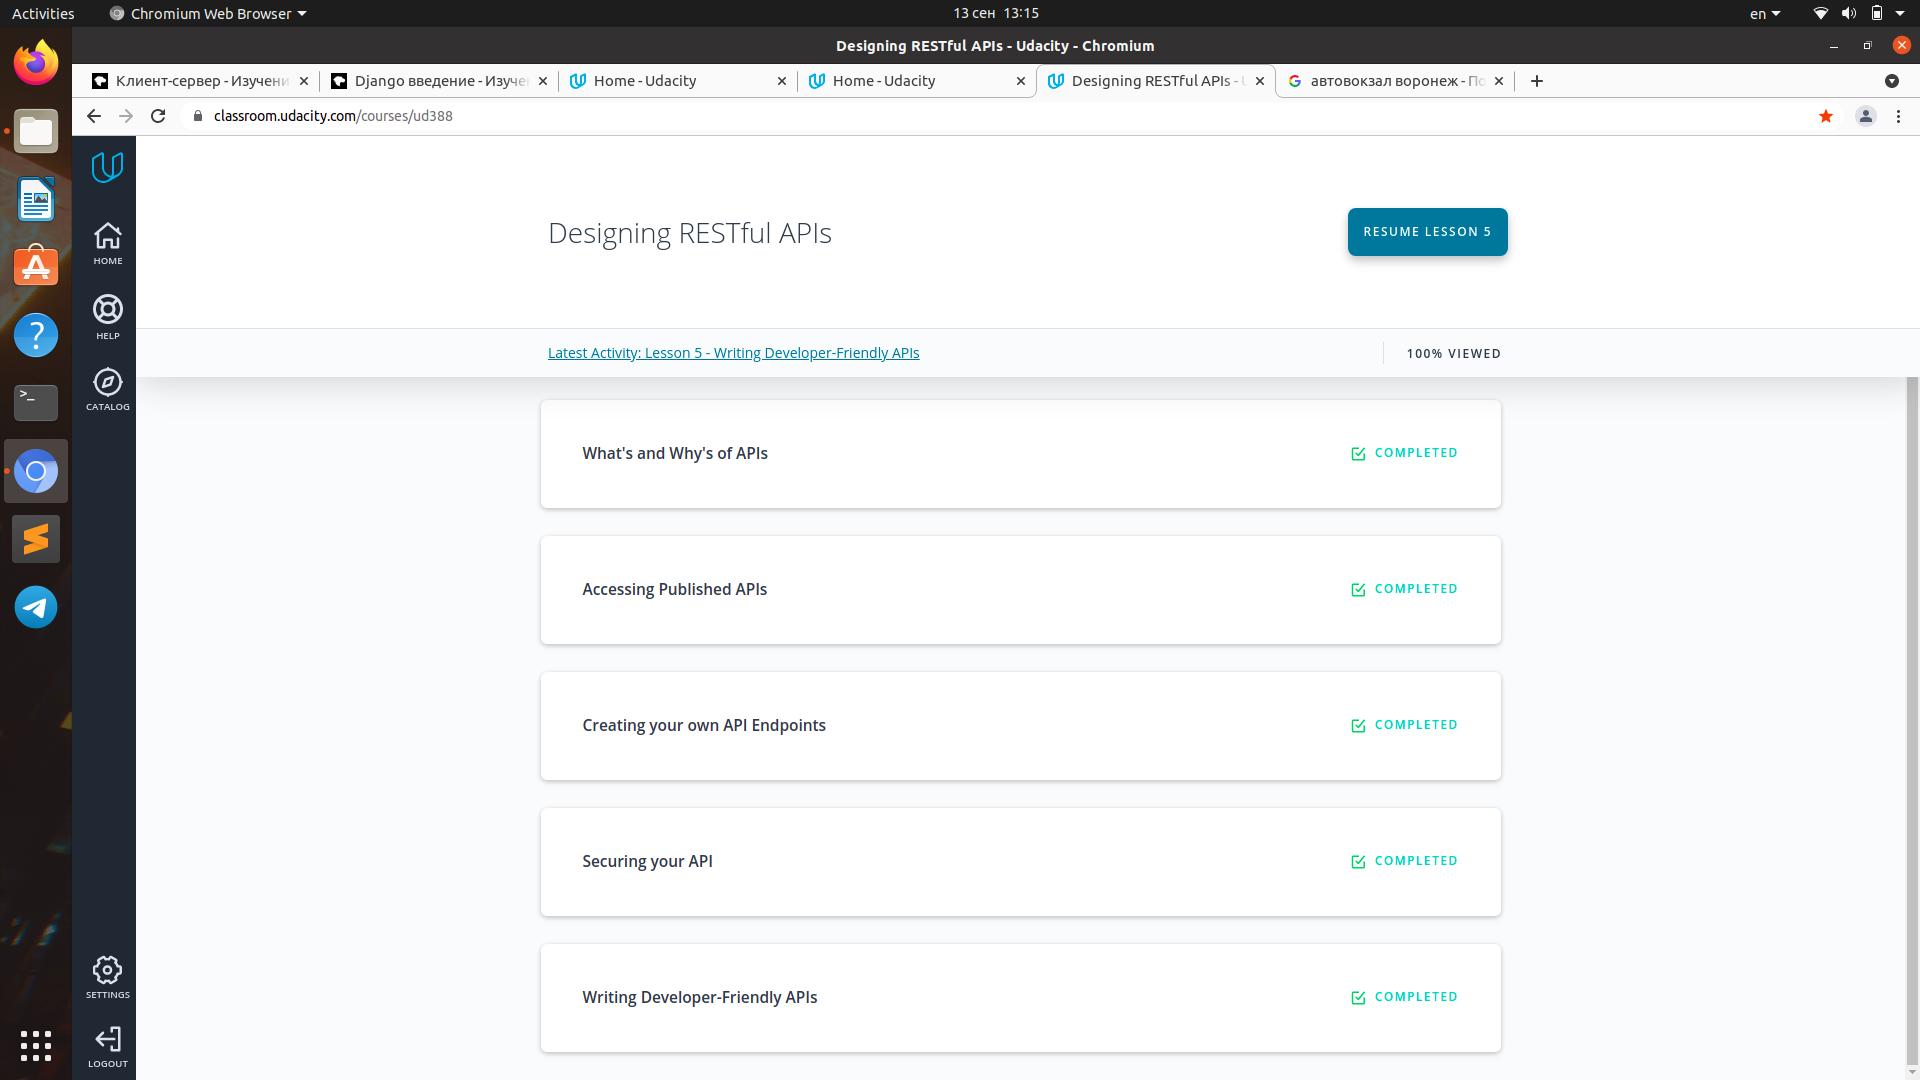 Activities
Chromium Web Browser
13 сен 13:15
en
Designing RESTful APIs - Udacity - Chromium
Клиент-сервер - Изучени
Django введение - Изуче
Home - Udacity
Home - Udacity
Designing RESTful APIs -
автовокзал воронеж - По
classroom.udacity.com/courses/ud388
HOME
HELP
CATALOG
SETTINGS
LOGOUT
Designing RESTful APIs
RESUME LESSON 5
Latest Activity: Lesson 5 - Writing Developer-Friendly APIs
100% VIEWED
What's and Why's of APIs
COMPLETED
Accessing Published APIs
COMPLETED
Creating your own API Endpoints
COMPLETED
Securing your API
COMPLETED
Writing Developer-Friendly APIs
COMPLETED